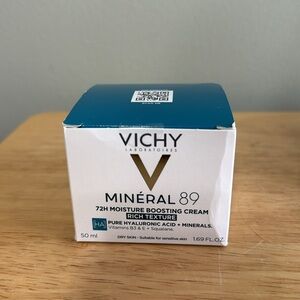 VICHY
LABORATOIRES
MINÉRAL 89
72H MOISTURE BOOSTING CREAM
RICH TEXTURE
HA PURE HYALURONIC ACID + MINERALS.
Vitamins B3 & E + Squalane.
DRY SKIN - Suitable for sensitive skin
50 ml 1.69 FL.OZ